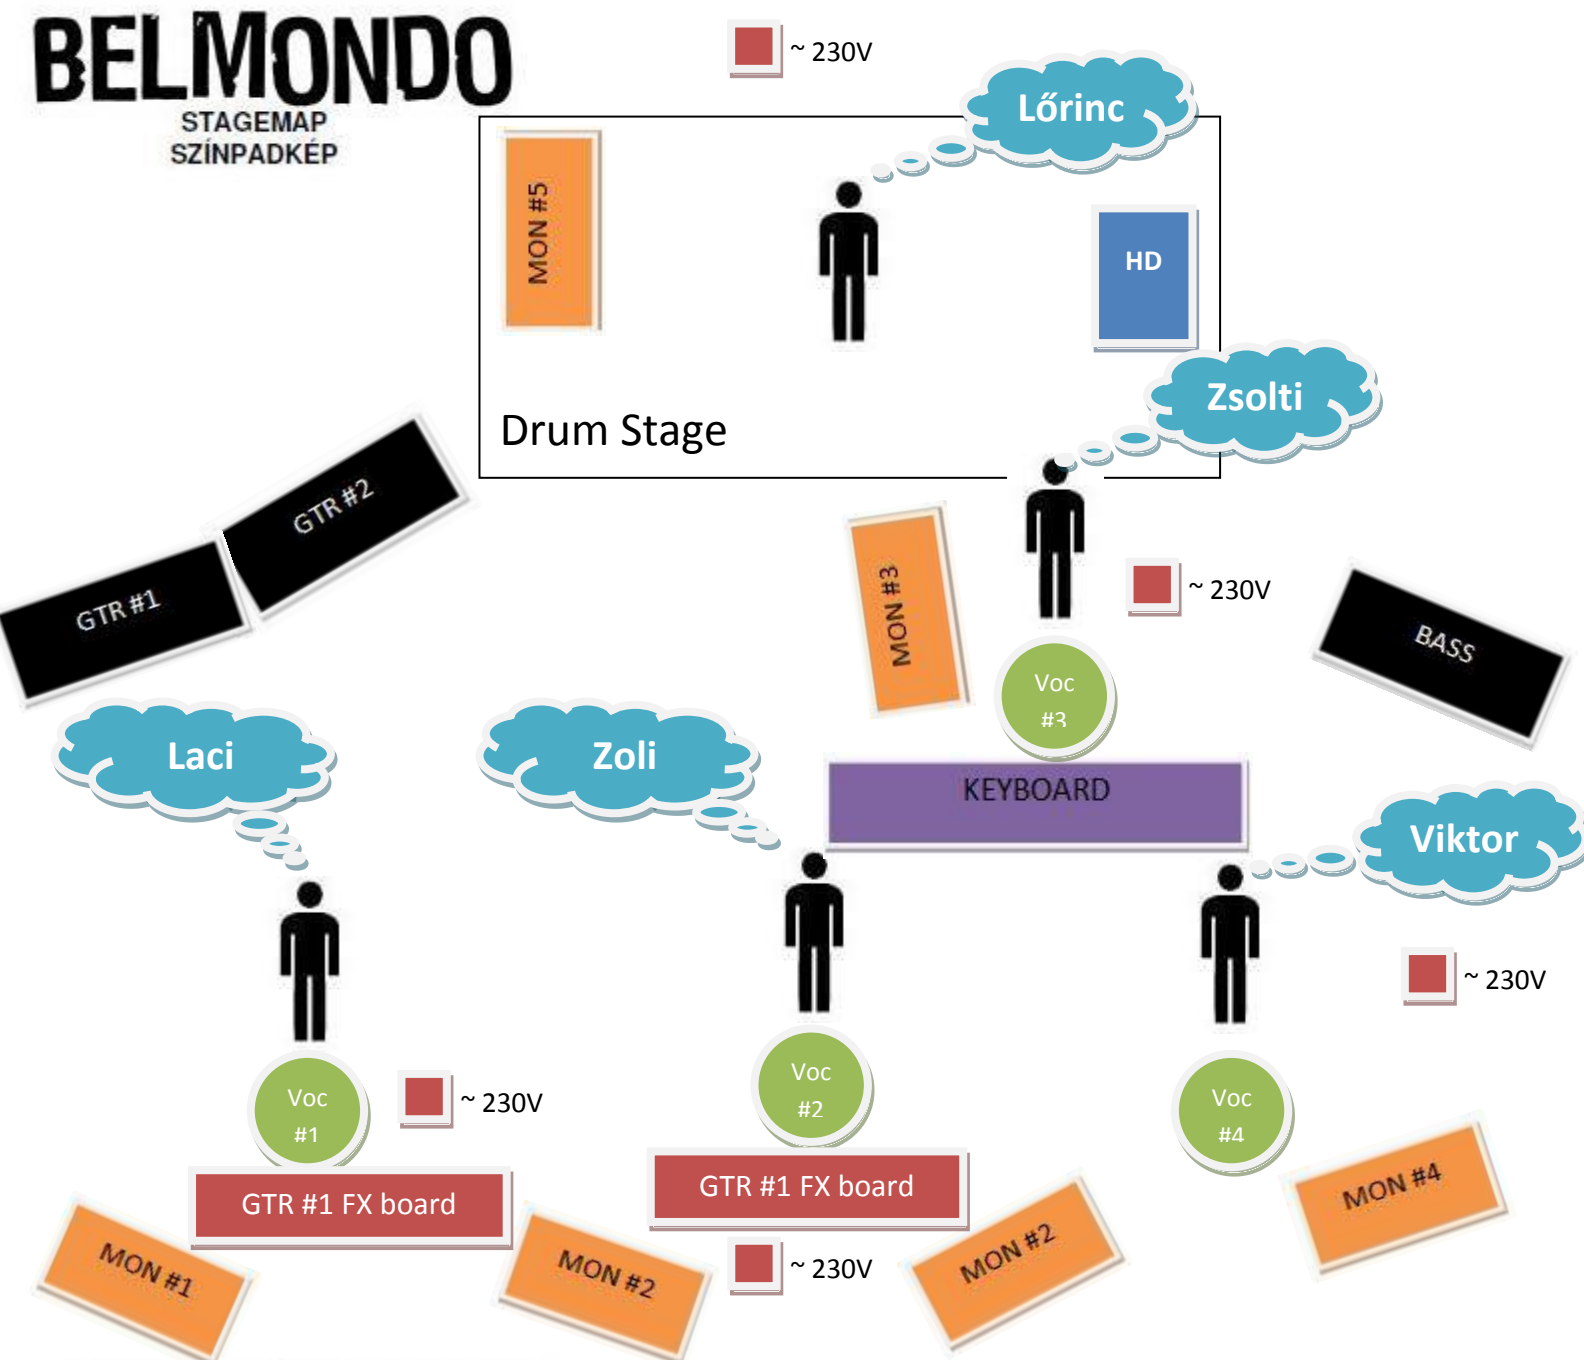 BELMONDO
STAGEMAP
SZÍNPADKÉP
~ 230V
Lőrinc
MON #5
HD
Zsolti
Drum Stage
GTR #2
GTR #1
MON #3
~ 230V
BASS
Voc
#3
Laci
Zoli
KEYBOARD
Viktor
~ 230V
Voc
#1
~ 230V
Voc
#2
Voc
#4
GTR #1 FX board
GTR #1 FX board
MON #4
MON #1
MON #2
~ 230V
MON #2